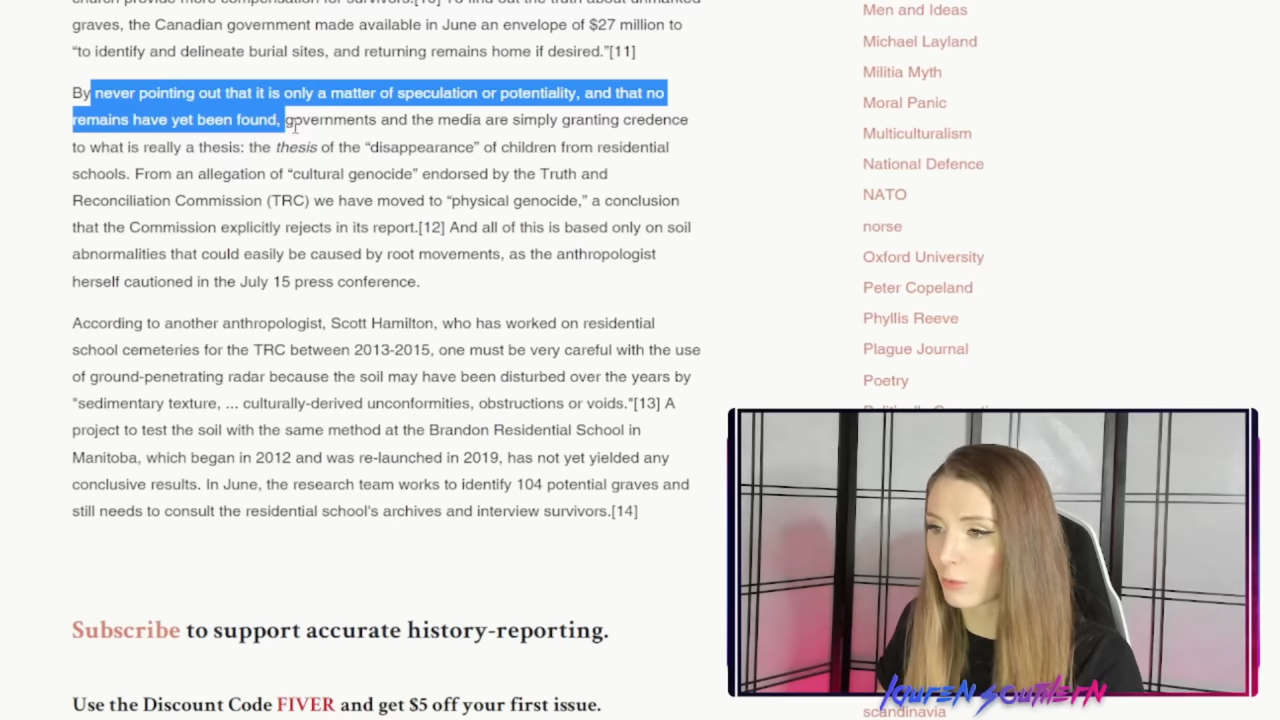 church provide more compensation for survivors.[10] To find out the truth about unmarked
graves, the Canadian government made available in June an envelope of $27 million to
“to identify and delineate burial sites, and returning remains home if desired.”[11]
By never pointing out that it is only a matter of speculation or potentiality, and that no
remains have yet been found, governments and the media are simply granting credence
to what is really a thesis: the thesis of the “disappearance” of children from residential
schools. From an allegation of “cultural genocide” endorsed by the Truth and
Reconciliation Commission (TRC) we have moved to “physical genocide,” a conclusion
that the Commission explicitly rejects in its report.[12] And all of this is based only on soil
abnormalities that could easily be caused by root movements, as the anthropologist
herself cautioned in the July 15 press conference.
According to another anthropologist, Scott Hamilton, who has worked on residential
school cemeteries for the TRC between 2013-2015, one must be very careful with the use
of ground-penetrating radar because the soil may have been disturbed over the years by
"sedimentary texture, ... culturally-derived unconformities, obstructions or voids."[13] A
project to test the soil with the same method at the Brandon Residential School in
Manitoba, which began in 2012 and was re-launched in 2019, has not yet yielded any
conclusive results. In June, the research team works to identify 104 potential graves and
still needs to consult the residential school's archives and interview survivors.[14]
Subscribe to support accurate history-reporting.
Use the Discount Code FIVER and get $5 off your first issue.
Men and Ideas
Michael Layland
Militia Myth
Moral Panic
Multiculturalism
National Defence
NATO
norse
Oxford University
Peter Copeland
Phyllis Reeve
Plague Journal
Poetry
LAUREN SOUTHERN
scandinavia